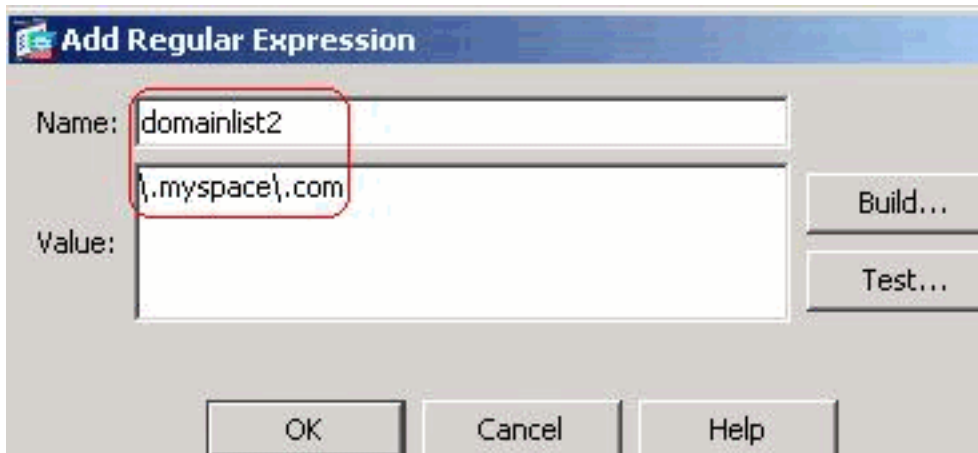 Add Regular Expression
Name: domainlist2
\.myspace\.com
Value:
Build...
Test...
OK Cancel Help